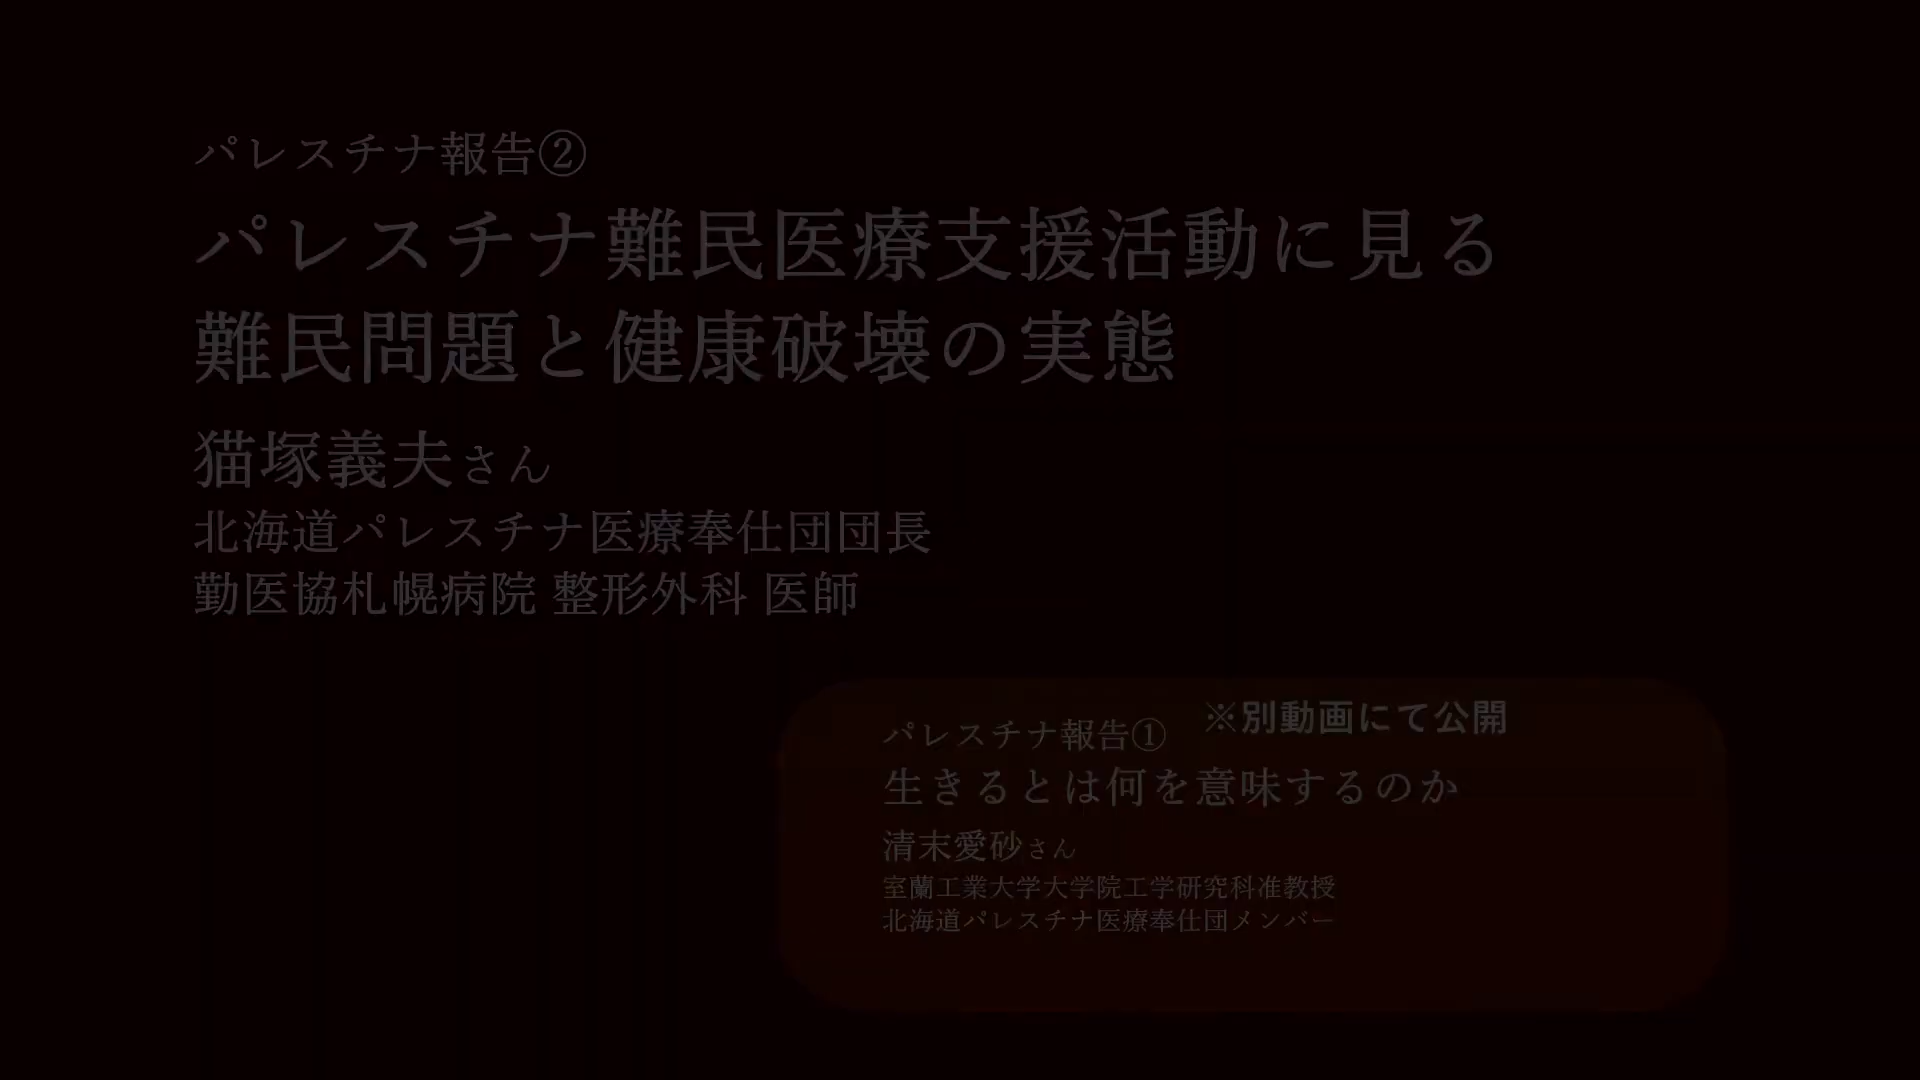 パレスチナ報告②
パレスチナ難民医療支援活動に見る
難民問題と健康破壊の実態
猫塚義夫さん
北海道パレスチナ医療奉仕団団長
勤医協札幌病院 整形外科 医師
パレスチナ報告① ※別動画にて公開
生きるとは何を意味するのか
清末愛砂さん
室蘭工業大学大学院工学研究科准教授
北海道パレスチナ医療奉仕団メンバー